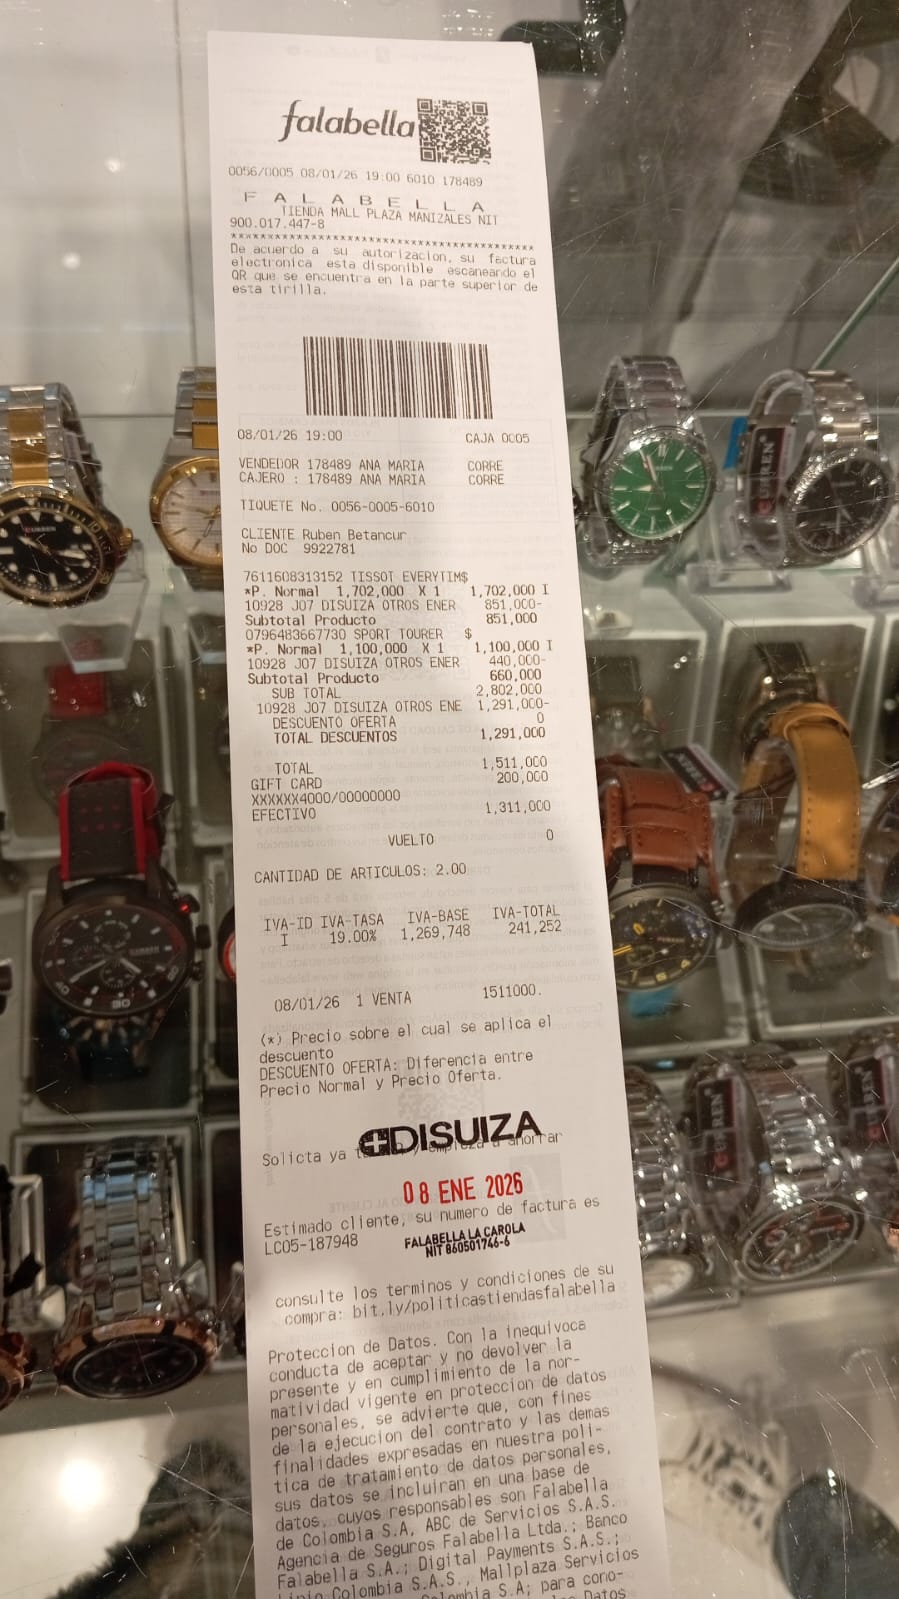 falabella
0056/0005 08/01/26 19:00 6010 178489
F A L A B E L L A
TIENDA MALL PLAZA MANIZALES NIT
900.017.447-8
****************************************
De acuerdo a su autorizacion, su factura
electronica esta disponible escaneando el
QR que se encuentra en la parte superior de
esta tirilla.
08/01/26 19:00 CAJA 0005
VENDEDOR 178489 ANA MARIA CORRE
CAJERO : 178489 ANA MARIA CORRE
TIQUETE No. 0056-0005-6010
CLIENTE Ruben Betancur
No DOC 9922781
7611608313152 TISSOT EVERYTIM$
*P. Normal 1,702,000 X 1 1,702,000 I
10928 J07 DISUIZA OTROS ENER 851,000-
Subtotal Producto 851,000
0796483667730 SPORT TOURER $
*P. Normal 1,100,000 X 1 1,100,000 I
10928 J07 DISUIZA OTROS ENER 440,000-
Subtotal Producto 660,000
SUB TOTAL 2,802,000
10928 J07 DISUIZA OTROS ENE 1,291,000-
DESCUENTO OFERTA 0
TOTAL DESCUENTOS 1,291,000
TOTAL 1,511,000
GIFT CARD 200,000
XXXXXX4000/00000000
EFECTIVO 1,311,000
VUELTO 0
CANTIDAD DE ARTICULOS: 2.00
IVA-ID IVA-TASA IVA-BASE IVA-TOTAL
I 19.00% 1,269,748 241,252
08/01/26 1 VENTA 1511000.
(*) Precio sobre el cual se aplica el
descuento
DESCUENTO OFERTA: Diferencia entre
Precio Normal y Precio Oferta.
DISUIZA
Solicta ya y empieza a ahorrar
08 ENE 2026
Estimado cliente, su numero de factura es
LC05-187948
FALABELLA LA CAROLA
NIT 860501746-6
consulte los terminos y condiciones de su
compra: bit.ly/politicastiendasfalabella
Proteccion de Datos. Con la inequivoca
conducta de aceptar y no devolver la
presente y en cumplimiento de la nor-
matividad vigente en proteccion de datos
personales, se advierte que, con fines
de la ejecucion del contrato y las demas
finalidades expresadas en nuestra poli-
tica de tratamiento de datos personales,
sus datos se incluiran en una base de
datos, cuyos responsables son Falabella
de Colombia S.A, ABC de Servicios S.A.S.
Agencia de Seguros Falabella Ltda.; Banco
Falabella S.A.; Digital Payments S.A.S.;
Colombia S.A.S., Mallplaza Servicios
S.A; para cono-
Datos
CURREN
CURREN
CURREN